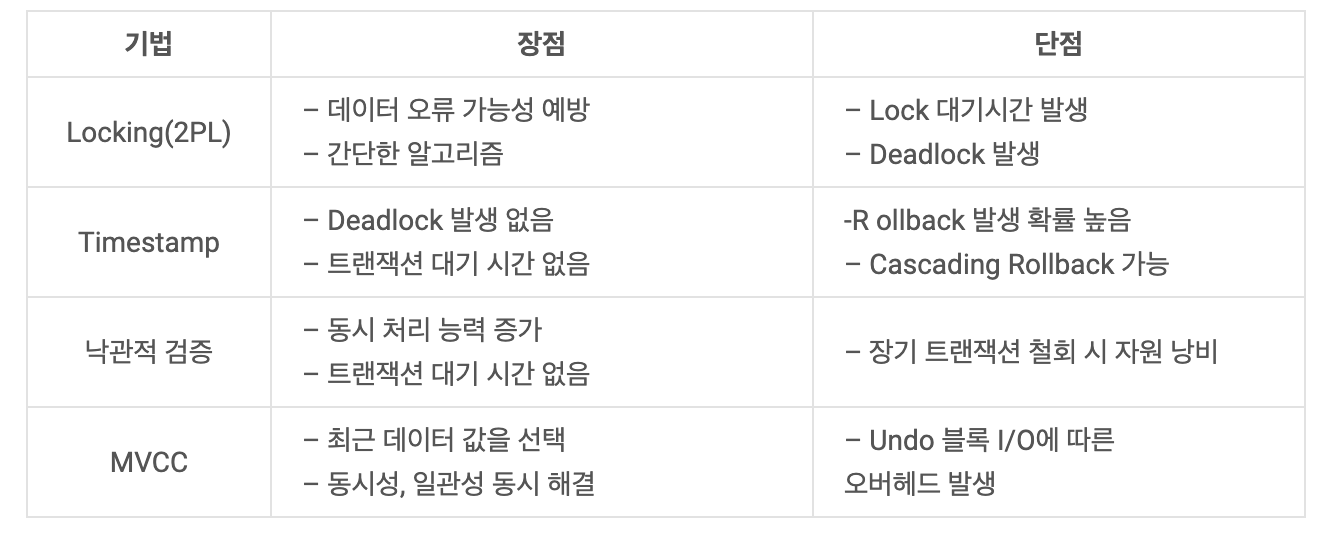 기법 장점 단점
Locking(2PL)
– 데이터 오류 가능성 예방
– 간단한 알고리즘
– Lock 대기시간 발생
– Deadlock 발생
Timestamp
– Deadlock 발생 없음
– 트랜잭션 대기 시간 없음
-R ollback 발생 확률 높음
– Cascading Rollback 가능
낙관적 검증
– 동시 처리 능력 증가
– 트랜잭션 대기 시간 없음
– 장기 트랜잭션 철회 시 자원 낭비
MVCC
– 최근 데이터 값을 선택
– 동시성, 일관성 동시 해결
– Undo 블록 I/O에 따른
오버헤드 발생